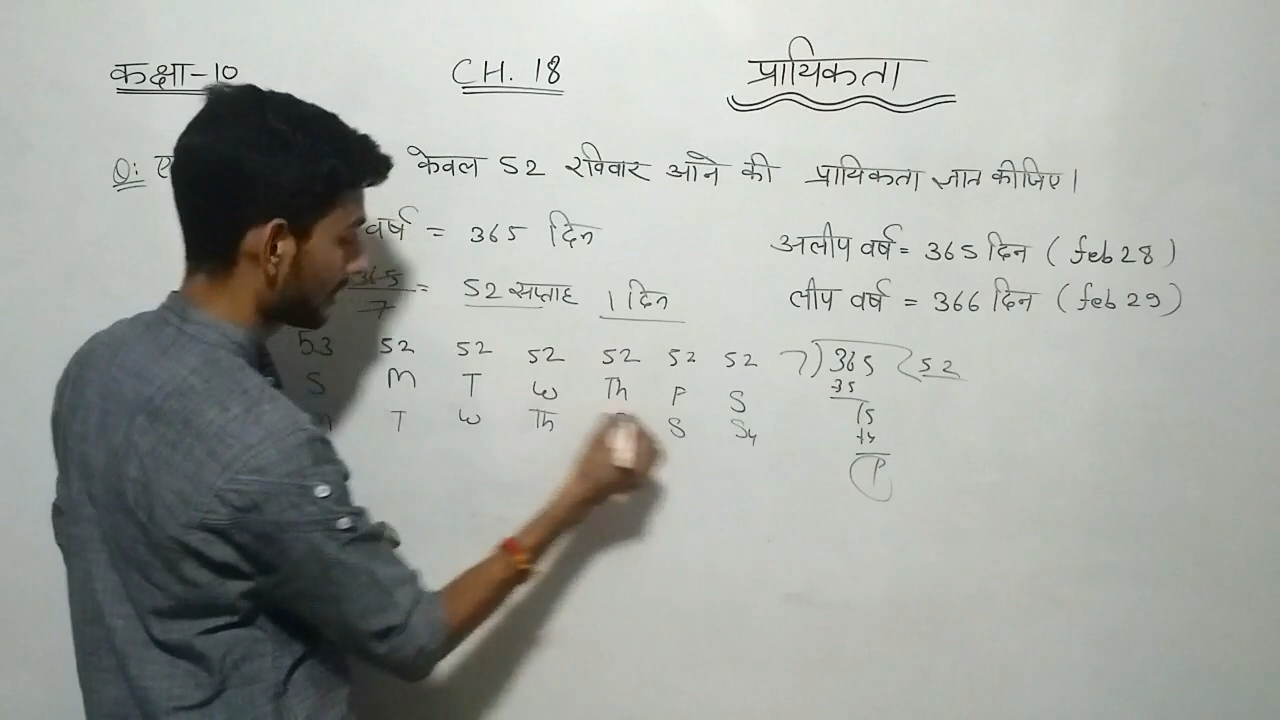 कक्षा-10 CH. 18 प्रायिकता
Q: केवल 52 रविवार आने की प्रायिकता ज्ञात कीजिए।
वर्ष = 365 दिन
अलीप वर्ष = 365 दिन ( feb 28 )
365/7 = 52 सप्ताह 1 दिन
लीप वर्ष = 366 दिन ( feb 29 )
53 52 52 52 52 52 52
S M T W Th F S
T W Th S S
7) 365 ( 52
35
15
14
1